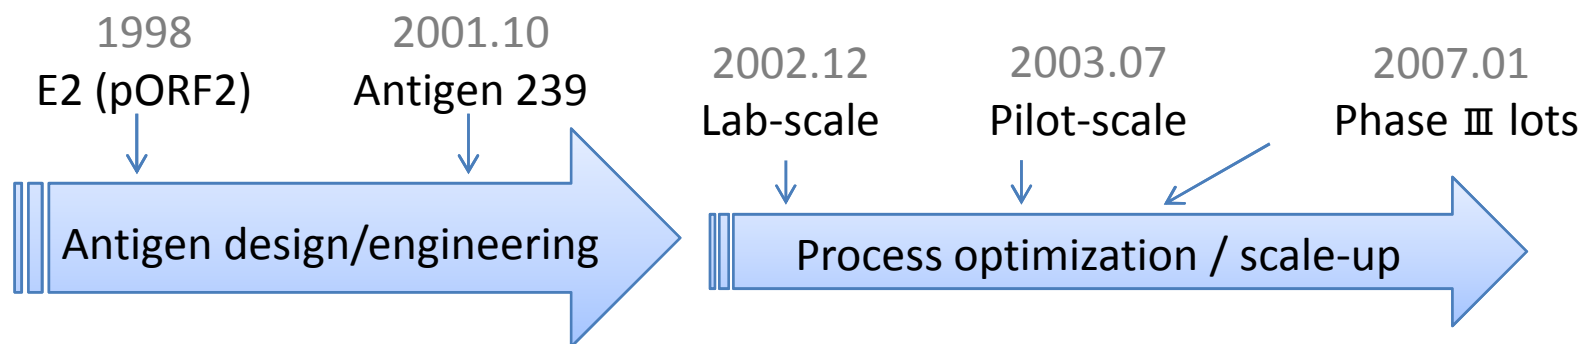 1998
E2 (pORF2)
2001.10
Antigen 239
Antigen design/engineering
2002.12
Lab-scale
2003.07
Pilot-scale
2007.01
Phase Ⅲ lots
Process optimization / scale-up